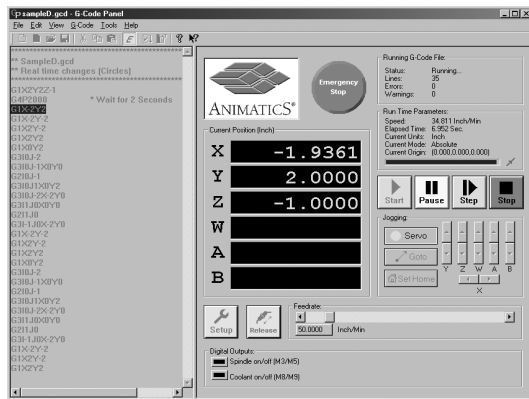 sampleD.gcd - G-Code Panel
File Edit View G-Code Tools Help
** SampleD.gcd
** Real time changes (Circles)
G1X2Y2Z-1
G4P2000 * Wait for 2 Seconds
G1X-2Y2
G1X-2Y-2
G1X2Y-2
G1X2Y2
G1X0Y2
G3I0J-2
G3I0J-1X0Y0
G2I0J-1
G3I0J1X0Y2
G3I0J-2X-2Y0
G3I1J0X0Y0
G2I1J0
G3I-1J0X-2Y0
G1X-2Y-2
G1X2Y-2
G1X2Y2
G1X0Y2
G3I0J-2
G3I0J-1X0Y0
G2I0J-1
G3I0J1X0Y2
G3I0J-2X-2Y0
G3I1J0X0Y0
G2I1J0
G3I-1J0X-2Y0
G1X-2Y-2
G1X2Y-2
G1X2Y2
ANIMATICS®
Emergency
Stop
Current Position (Inch)
X -1.9361
Y 2.0000
Z -1.0000
W
A
B
Setup
Release
Feedrate:
50.0000 Inch/Min
Digital Outputs:
Spindle on/off (M3/M5)
Coolant on/off (M8/M9)
Running G-Code File:
Status: Running...
Lines: 35
Errors: 0
Warnings: 0
Run Time Parameters:
Speed: 34.811 Inch/Min
Elapsed Time: 6.952 Sec.
Current Units: Inch
Current Mode: Absolute
Current Origin: (0.000,0.000,0.000)
Start
Pause
Step
Stop
Jogging:
Servo
Goto
Set Home
Y Z W A B
X